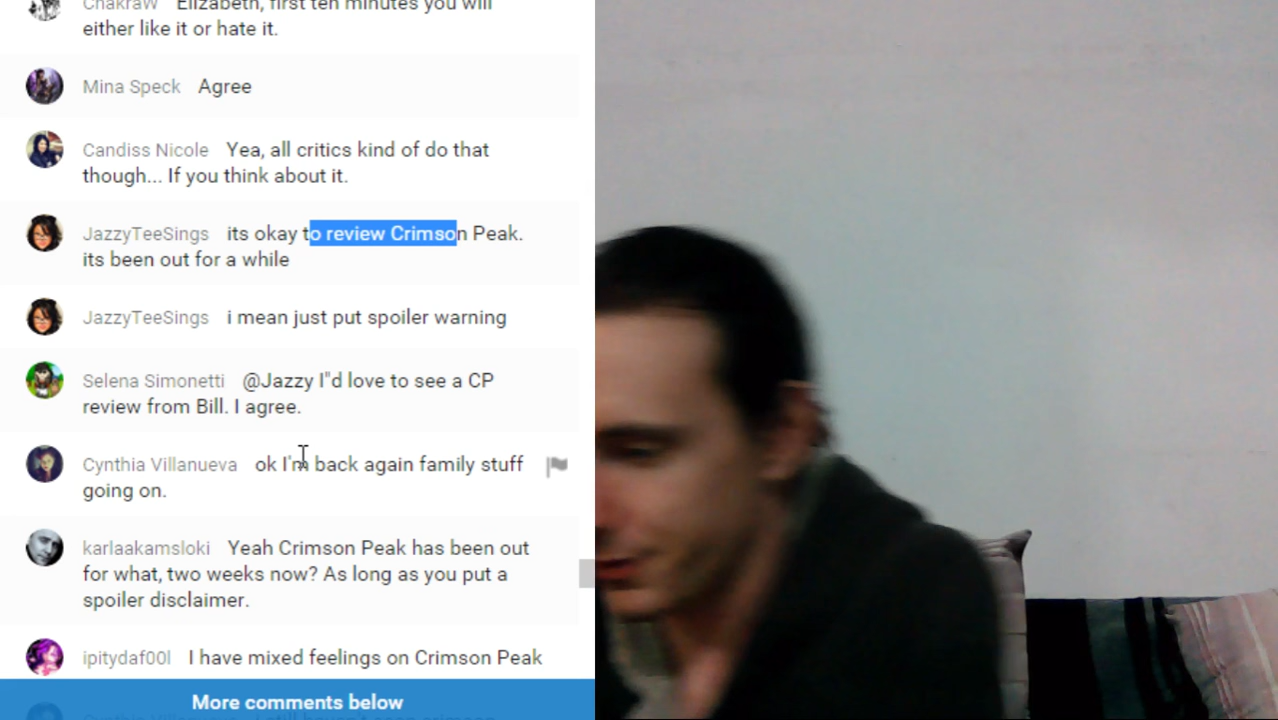 ChakraW Elizabeth, first ten minutes you will
either like it or hate it.
Mina Speck Agree
Candiss Nicole Yea, all critics kind of do that
though... If you think about it.
JazzyTeeSings its okay to review Crimson Peak.
its been out for a while
JazzyTeeSings i mean just put spoiler warning
Selena Simonetti @Jazzy I"d love to see a CP
review from Bill. I agree.
Cynthia Villanueva ok I'm back again family stuff
going on.
karlaakamsloki Yeah Crimson Peak has been out
for what, two weeks now? As long as you put a
spoiler disclaimer.
ipitydaf00l I have mixed feelings on Crimson Peak
More comments below